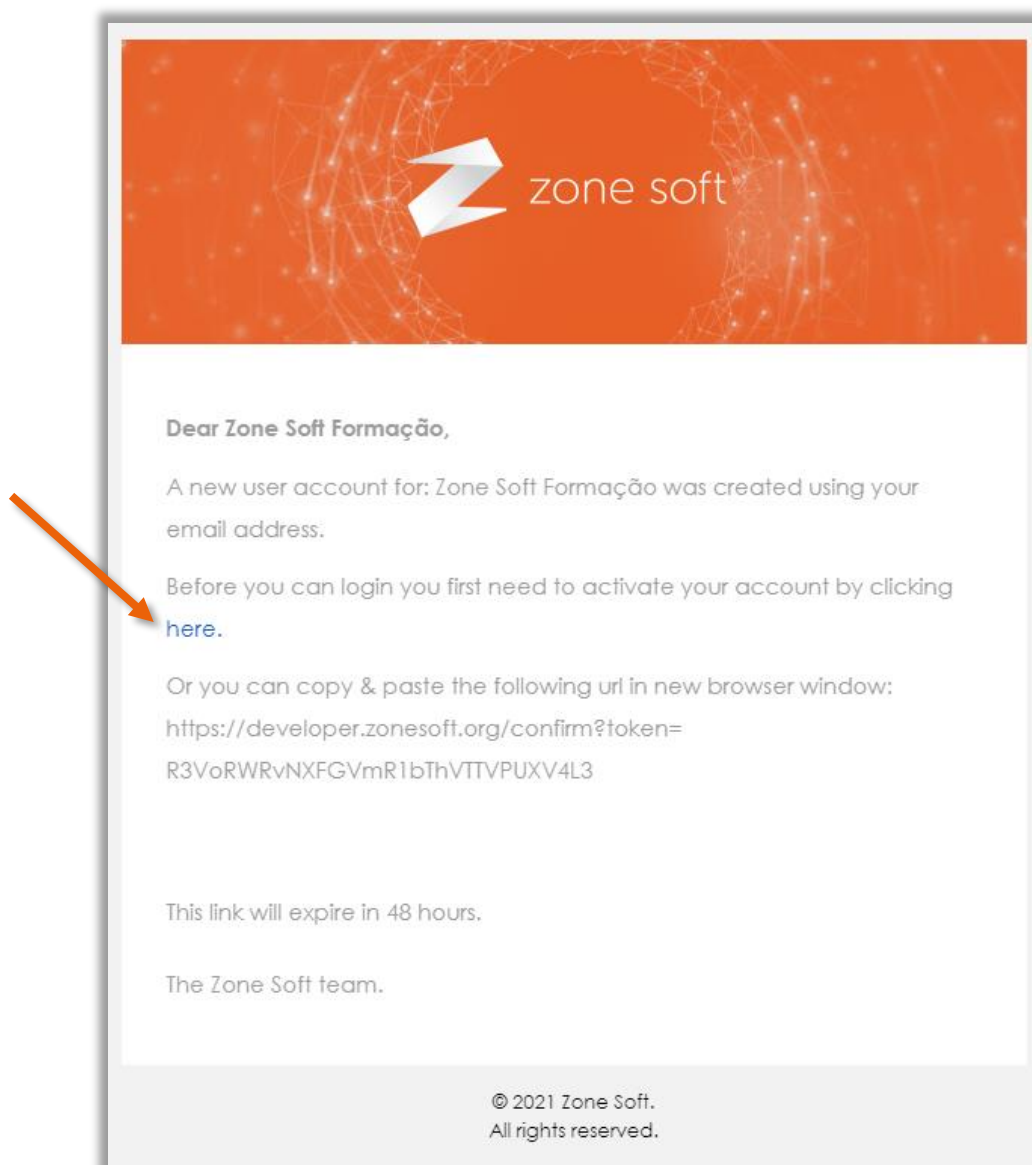 zone soft®
Dear Zone Soft Formação,
A new user account for: Zone Soft Formação was created using your
email address.
Before you can login you first need to activate your account by clicking
here.
Or you can copy & paste the following url in new browser window:
https://developer.zonesoft.org/confirm?token=
R3VoRWRvNXFGVmR1bThVTTVPUXV4L3
This link will expire in 48 hours.
The Zone Soft team.
© 2021 Zone Soft.
All rights reserved.